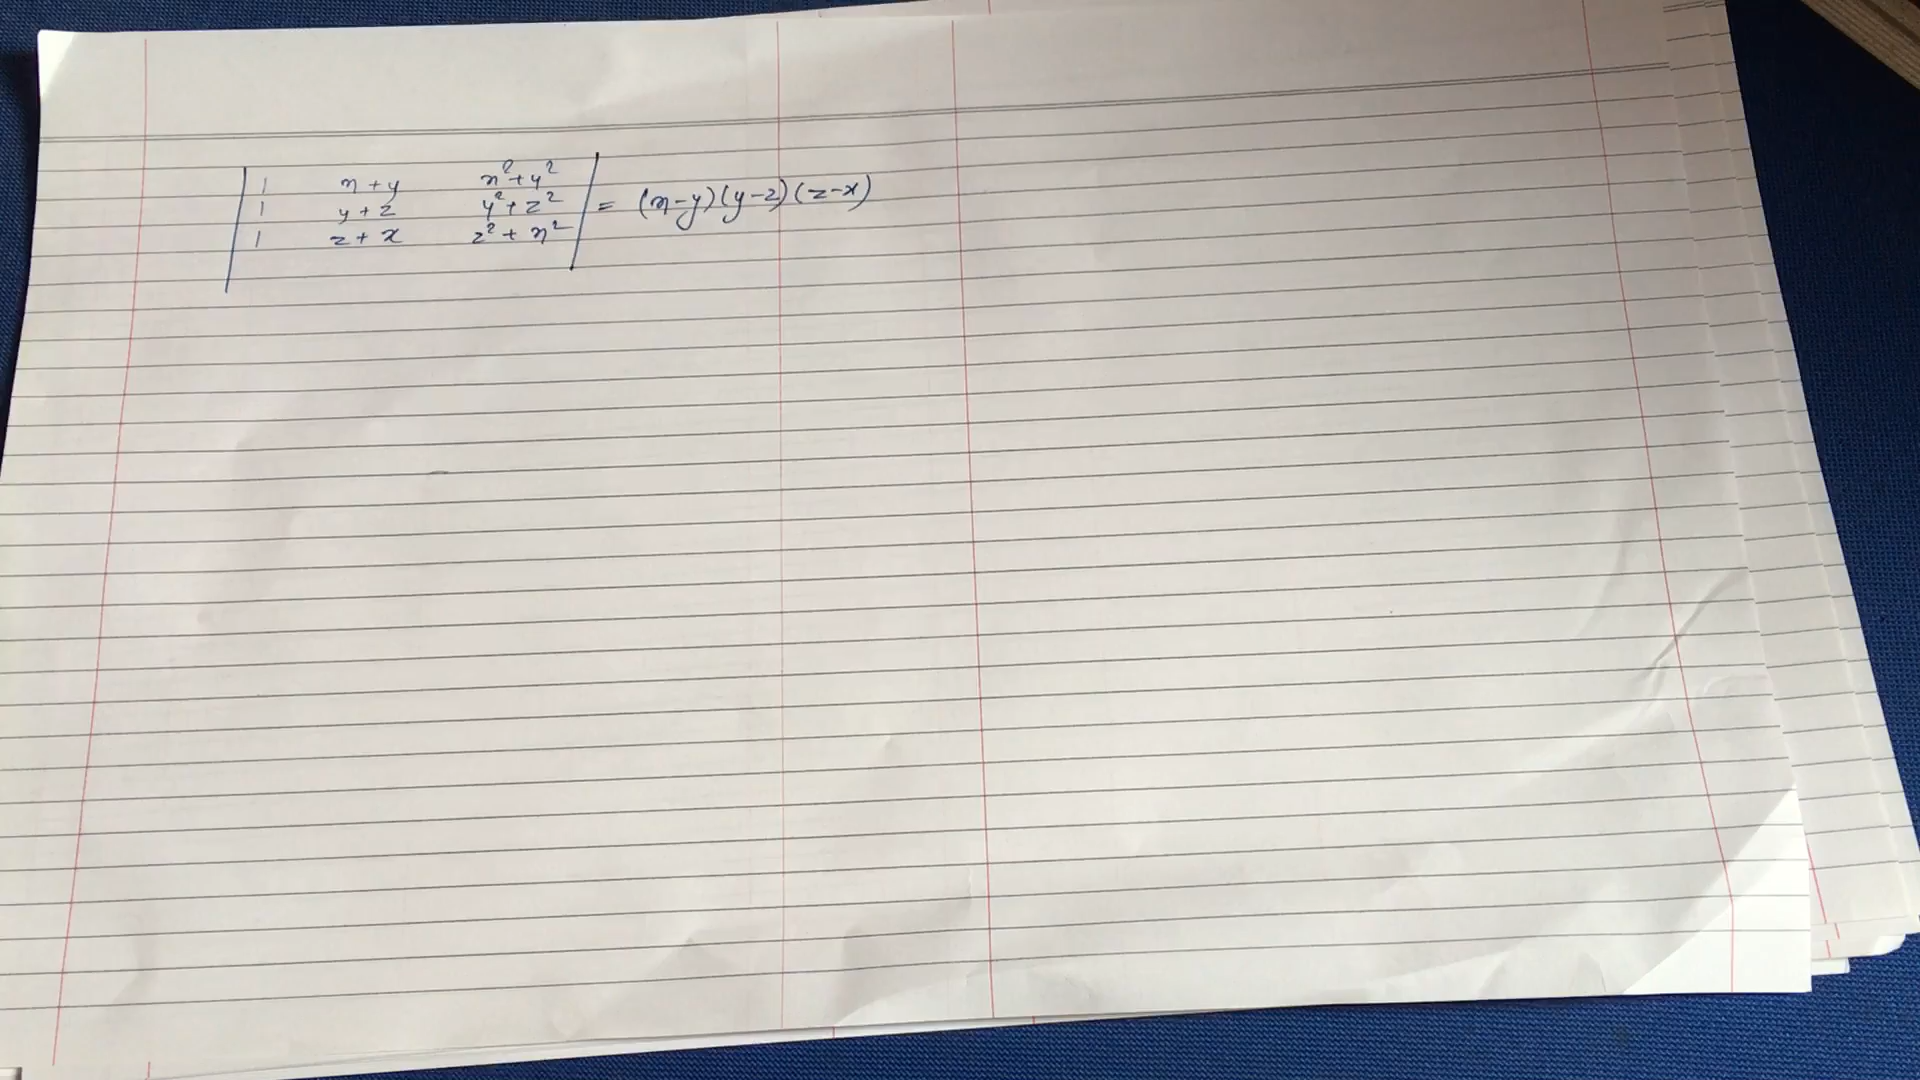 | 1 x+y x²+y² |
| 1 y+z y²+z² | = (x-y)(y-z)(z-x)
| 1 z+x z²+x² |